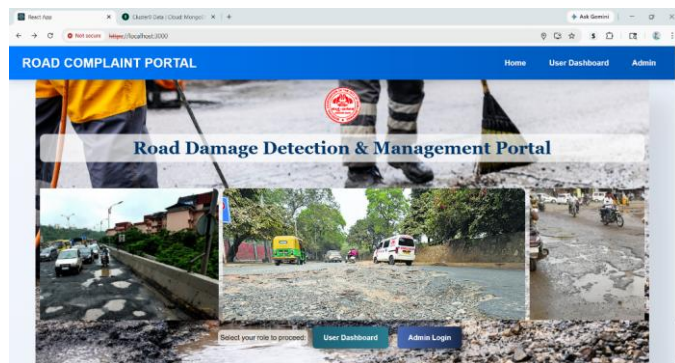 React App
Cluster0 Data | Cloud: Mongo
Ask Gemini
Not secure https://localhost:3000
ROAD COMPLAINT PORTAL
Home User Dashboard Admin
Road Damage Detection & Management Portal
Select your role to proceed: User Dashboard Admin Login